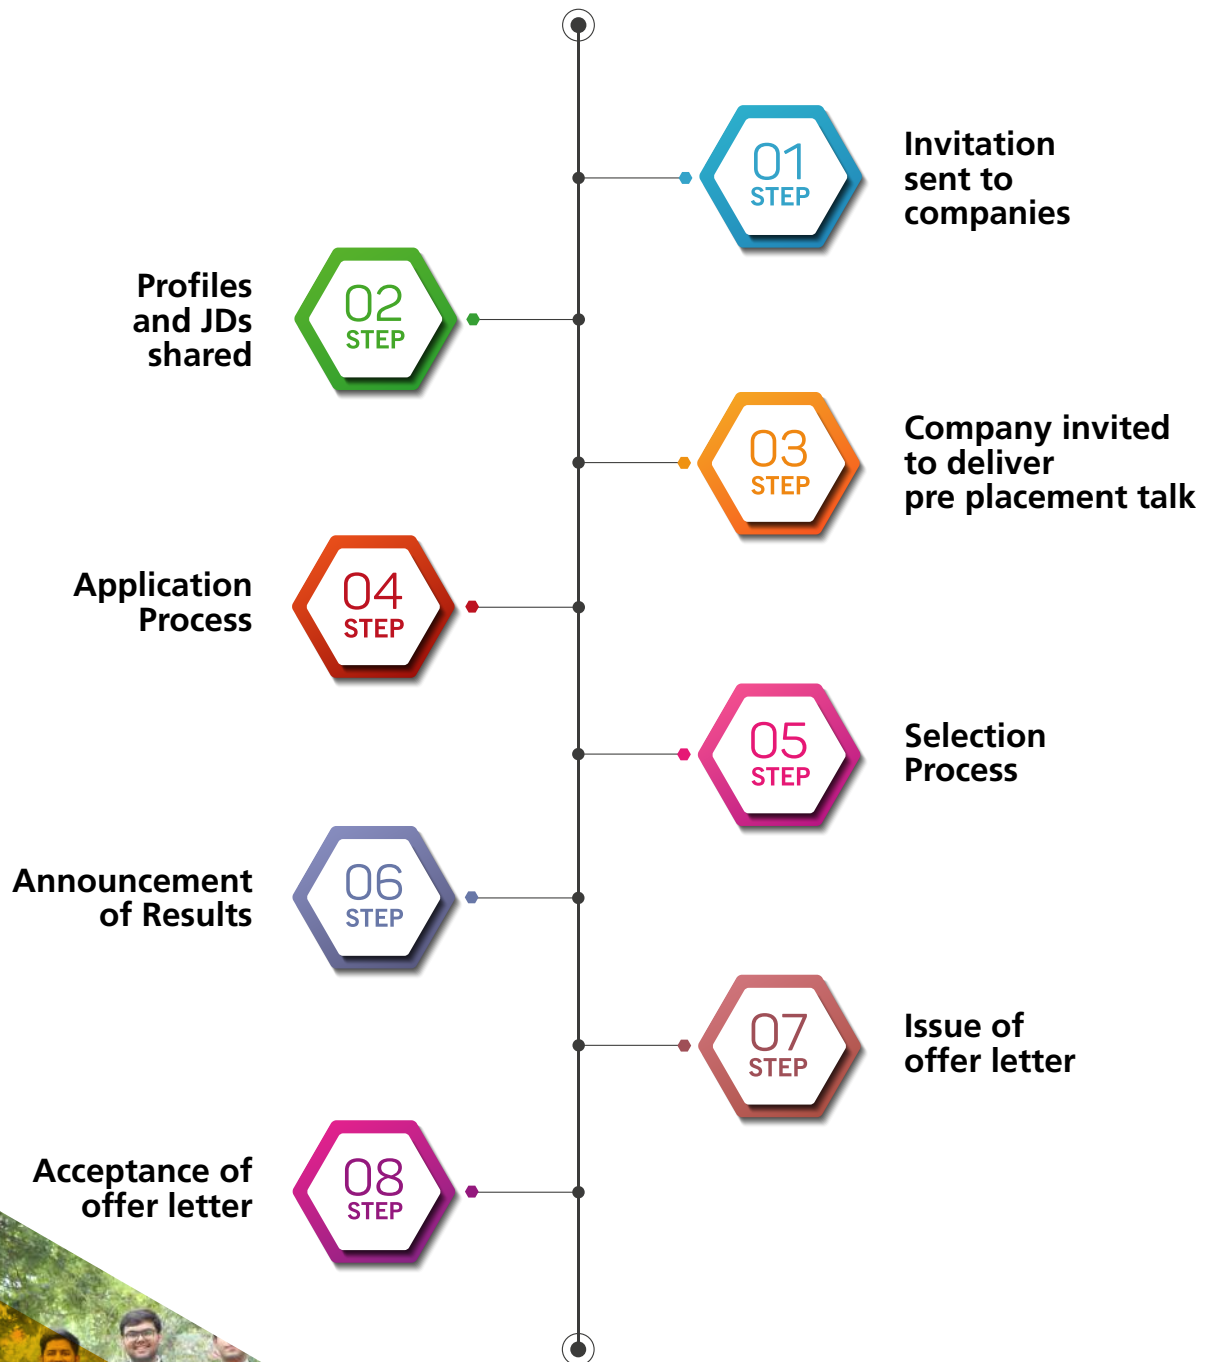 01
STEP
Invitation
sent to
companies
02
STEP
Profiles
and JDs
shared
03
STEP
Company invited
to deliver
pre placement talk
04
STEP
Application
Process
05
STEP
Selection
Process
06
STEP
Announcement
of Results
07
STEP
Issue of
offer letter
08
STEP
Acceptance of
offer letter